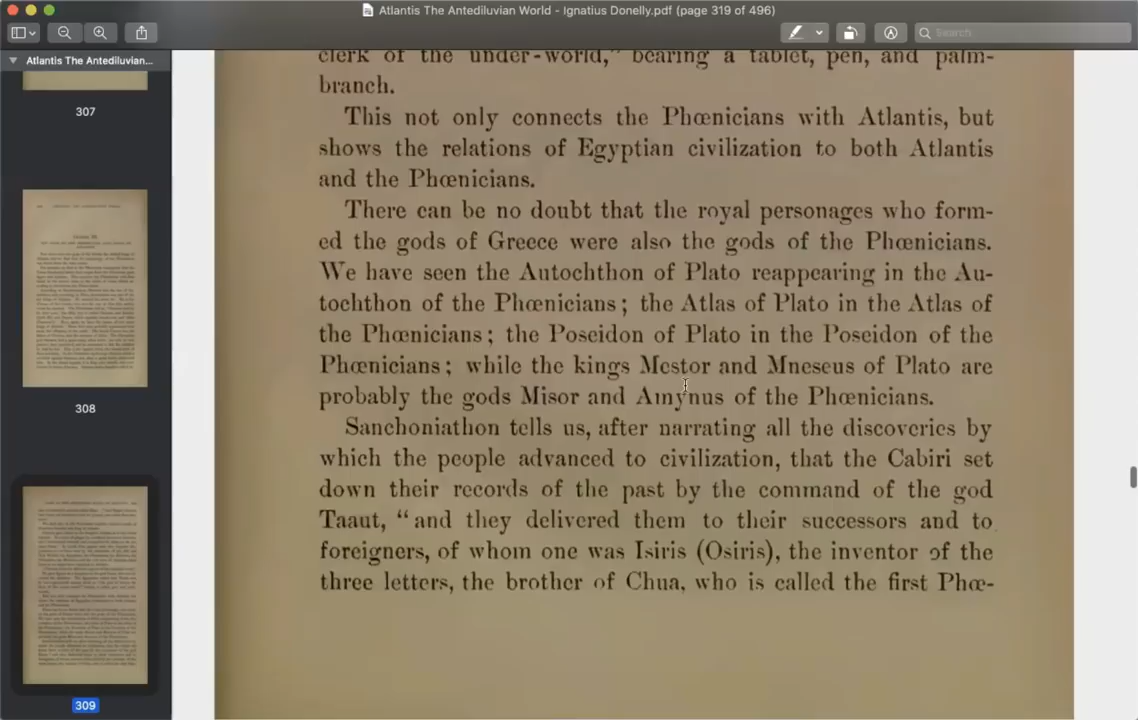 Atlantis The Antediluvian World - Ignatius Donelly.pdf (page 319 of 496)
Search
Atlantis The Antediluvian...
307
308
309
clerk of the under-world," bearing a tablet, pen, and palm-
branch.
This not only connects the Phœnicians with Atlantis, but
shows the relations of Egyptian civilization to both Atlantis
and the Phœnicians.
There can be no doubt that the royal personages who form-
ed the gods of Greece were also the gods of the Phœnicians.
We have seen the Autochthon of Plato reappearing in the Au-
tochthon of the Phœnicians; the Atlas of Plato in the Atlas of
the Phœnicians; the Poseidon of Plato in the Poseidon of the
Phœnicians; while the kings Mestor and Mneseus of Plato are
probably the gods Misor and Amynus of the Phœnicians.
Sanchoniathon tells us, after narrating all the discoveries by
which the people advanced to civilization, that the Cabiri set
down their records of the past by the command of the god
Taaut, "and they delivered them to their successors and to
foreigners, of whom one was Isiris (Osiris), the inventor of the
three letters, the brother of Chua, who is called the first Phœ-